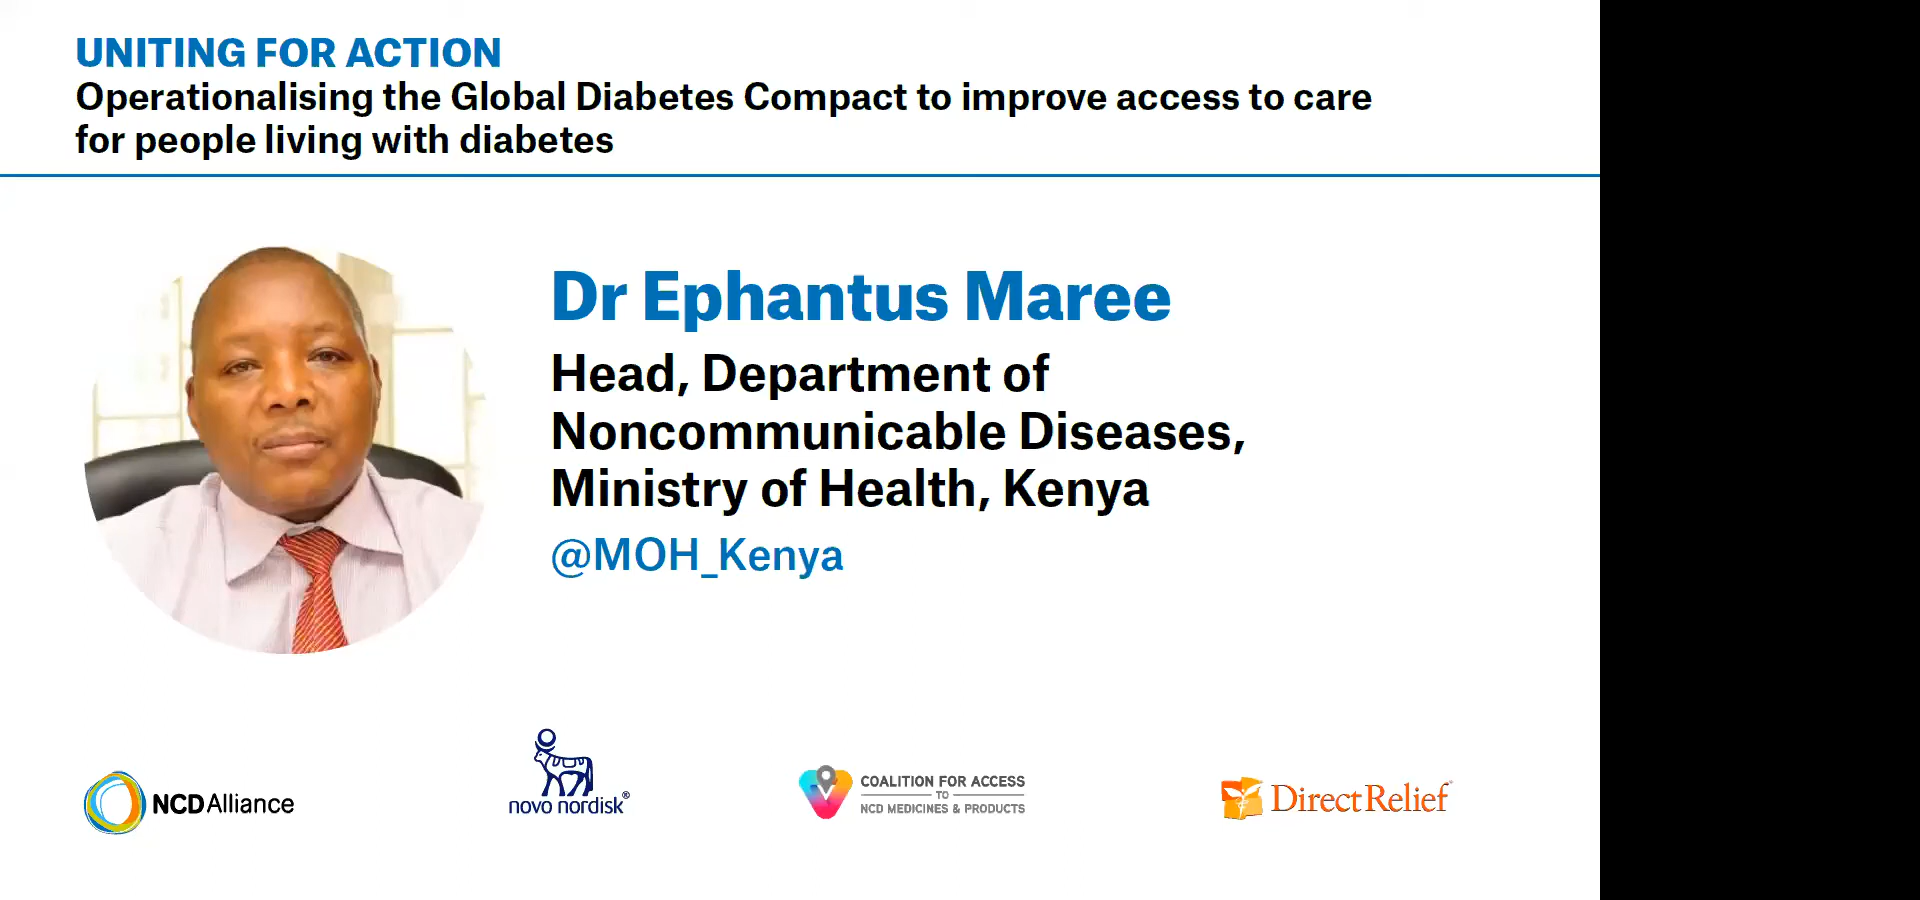 UNITING FOR ACTION
Operationalising the Global Diabetes Compact to improve access to care
for people living with diabetes
Dr Ephantus Maree
Head, Department of
Noncommunicable Diseases,
Ministry of Health, Kenya
@MOH_Kenya
NCDAlliance
novo nordisk®
COALITION FOR ACCESS
TO
NCD MEDICINES & PRODUCTS
DirectRelief